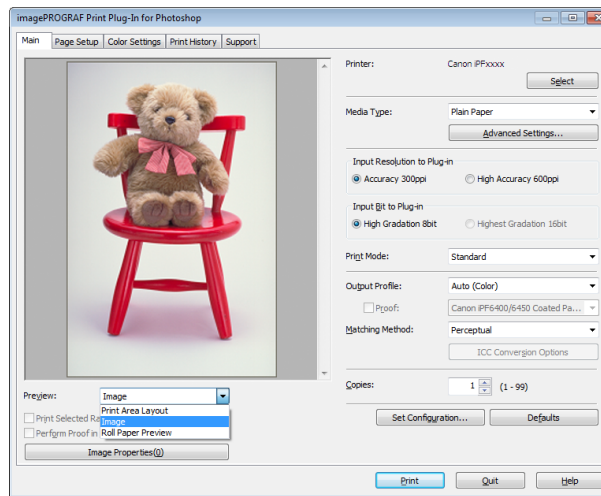 imagePROGRAF Print Plug-In for Photoshop
Main Page Setup Color Settings Print History Support
Printer: Canon iPFxxxx
Select
Media Type: Plain Paper
Advanced Settings...
Input Resolution to Plug-in
Accuracy 300ppi High Accuracy 600ppi
Input Bit to Plug-in
High Gradation 8bit Highest Gradation 16bit
Print Mode: Standard
Output Profile: Auto (Color)
Proof: Canon iPF6400/6450 Coated Pa...
Matching Method: Perceptual
ICC Conversion Options
Copies: 1 (1 - 99)
Set Configuration... Defaults
Preview: Image
Print Area Layout
Print Selected Ra
Image
Perform Proof in
Roll Paper Preview
Image Properties(0)
Print Quit Help